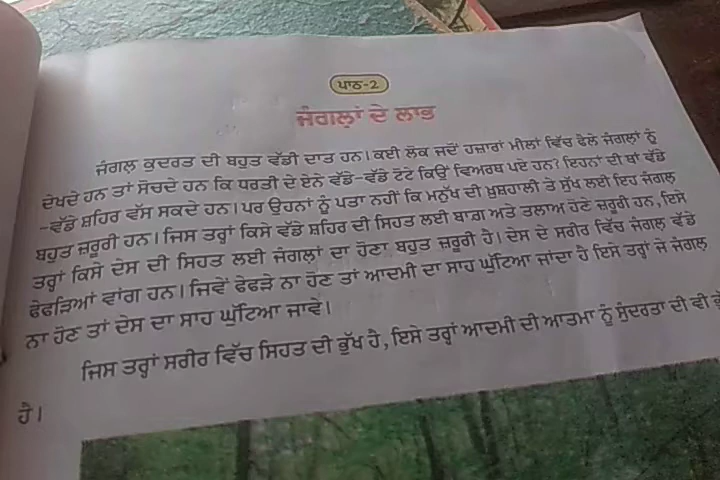 ਪਾਠ-2
ਜੰਗਲਾਂ ਦੇ ਲਾਭ
ਜੰਗਲ਼ ਕੁਦਰਤ ਦੀ ਬਹੁਤ ਵੱਡੀ ਦਾਤ ਹਨ। ਕਈ ਲੋਕ ਜਦੋਂ ਹਜ਼ਾਰਾਂ ਮੀਲਾਂ ਵਿੱਚ ਫੈਲੇ ਜੰਗਲਾਂ ਨੂੰ
ਦੇਖਦੇ ਹਨ ਤਾਂ ਸੋਚਦੇ ਹਨ ਕਿ ਧਰਤੀ ਦੇ ਏਨੇ ਵੱਡੇ-ਵੱਡੇ ਟੋਟੇ ਕਿਉਂ ਵਿਅਰਥ ਪਏ ਹਨ? ਇਹਨਾਂ ਦੀ ਥਾਂ ਵੱਡੇ
-ਵੱਡੇ ਸ਼ਹਿਰ ਵੱਸ ਸਕਦੇ ਹਨ। ਪਰ ਉਹਨਾਂ ਨੂੰ ਪਤਾ ਨਹੀਂ ਕਿ ਮਨੁੱਖ ਦੀ ਖ਼ੁਸ਼ਹਾਲੀ ਤੇ ਸੁੱਖ ਲਈ ਇਹ ਜੰਗਲ਼
ਬਹੁਤ ਜ਼ਰੂਰੀ ਹਨ। ਜਿਸ ਤਰ੍ਹਾਂ ਕਿਸੇ ਵੱਡੇ ਸ਼ਹਿਰ ਦੀ ਸਿਹਤ ਲਈ ਬਾਗ਼ ਅਤੇ ਤਲਾਅ ਹੋਣੇ ਜ਼ਰੂਰੀ ਹਨ, ਇਸੇ
ਤਰ੍ਹਾਂ ਕਿਸੇ ਦੇਸ ਦੀ ਸਿਹਤ ਲਈ ਜੰਗਲਾਂ ਦਾ ਹੋਣਾ ਬਹੁਤ ਜ਼ਰੂਰੀ ਹੈ। ਦੇਸ ਦੇ ਸਰੀਰ ਵਿੱਚ ਜੰਗਲ਼ ਵੱਡੇ
ਫੇਫੜਿਆਂ ਵਾਂਗ ਹਨ। ਜਿਵੇਂ ਫੇਫੜੇ ਨਾ ਹੋਣ ਤਾਂ ਆਦਮੀ ਦਾ ਸਾਹ ਘੁੱਟਿਆ ਜਾਂਦਾ ਹੈ ਇਸੇ ਤਰ੍ਹਾਂ ਜੇ ਜੰਗਲ਼
ਨਾ ਹੋਣ ਤਾਂ ਦੇਸ ਦਾ ਸਾਹ ਘੁੱਟਿਆ ਜਾਵੇ।
ਜਿਸ ਤਰ੍ਹਾਂ ਸਰੀਰ ਵਿੱਚ ਸਿਹਤ ਦੀ ਭੁੱਖ ਹੈ, ਇਸੇ ਤਰ੍ਹਾਂ ਆਦਮੀ ਦੀ ਆਤਮਾ ਨੂੰ ਸੁੰਦਰਤਾ ਦੀ ਵੀ
ਹੈ।